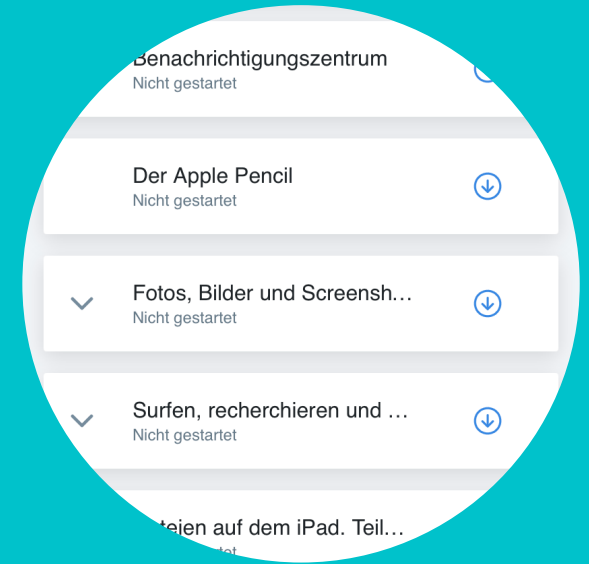 Benachrichtigungszentrum
Nicht gestartet
Der Apple Pencil
Nicht gestartet
Fotos, Bilder und Screensh...
Nicht gestartet
Surfen, recherchieren und ...
Nicht gestartet
auf dem iPad. Teil...